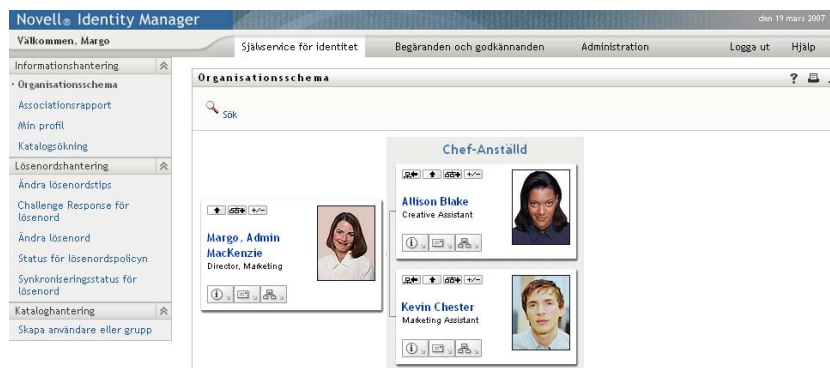 Novell® Identity Manager
den 19 mars 2007
Välkommen, Margo
Självservice för identitet
Begäranden och godkännanden
Administration
Logga ut
Hjälp
Informationshantering
Organisationsschema
Associationsrapport
Min profil
Katalogsökning
Lösenordshantering
Ändra lösenordstips
Challenge Response för
lösenord
Ändra lösenord
Status för lösenordspolicyn
Synkroniseringsstatus för
lösenord
Kataloghantering
Skapa användare eller grupp
Organisationsschema
?
Sök
Chef-Anställd
+/-
Margo, Admin
MacKenzie
Director, Marketing
+/-
Allison Blake
Creative Assistant
+/-
Kevin Chester
Marketing Assistant